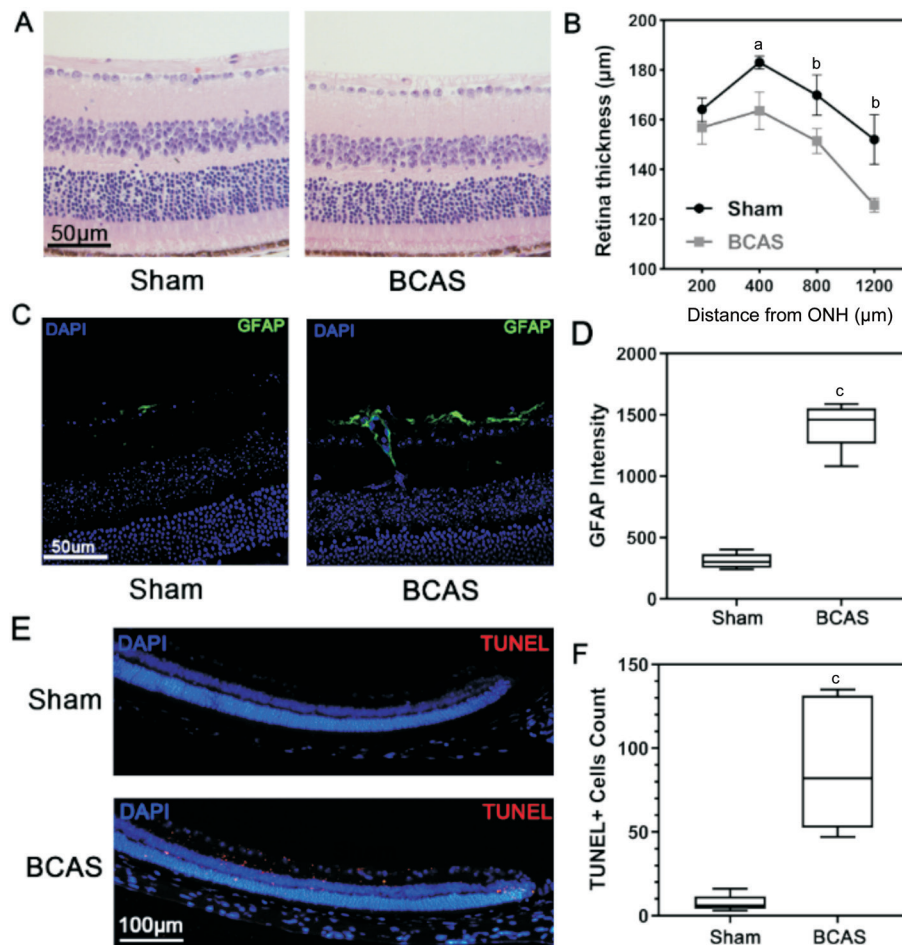 A
50µm
Sham
BCAS
B
Retina thickness (µm)
200
180
160
140
120
100
a
b
b
Sham
BCAS
200
400
800
1200
Distance from ONH (µm)
C
DAPI
GFAP
50um
Sham
DAPI
GFAP
BCAS
D
GFAP Intensity
2000
1500
1000
500
0
c
Sham
BCAS
E
Sham
DAPI
TUNEL
BCAS
DAPI
TUNEL
100µm
F
TUNEL+ Cells Count
150
100
50
0
c
Sham
BCAS